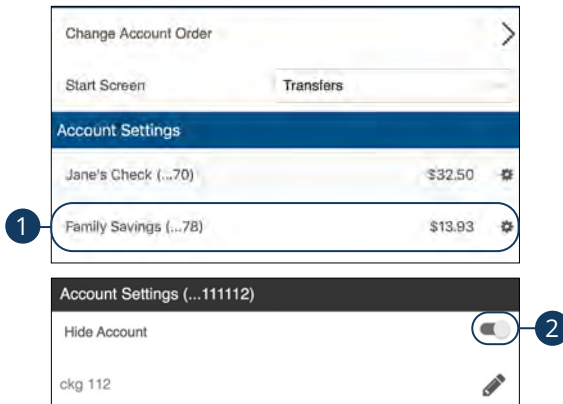 Change Account Order
Start Screen Transfers
Account Settings
Jane's Check (...70) $32.50
1 Family Savings (...78) $13.93
Account Settings (...111112)
Hide Account 2
ckg 112